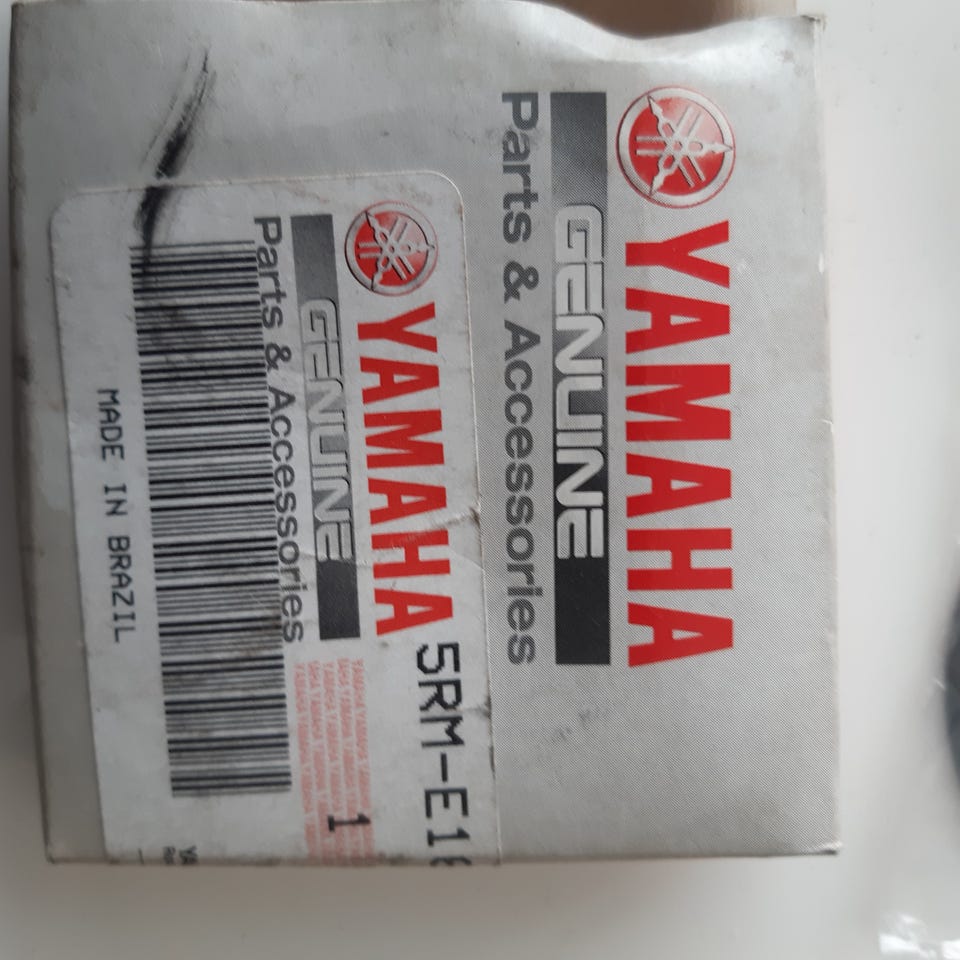 YAMAHA
GENUINE
Parts & Accessories
5RM-E1
YAMAHA
GENUINE
Parts & Accessories
1
MADE IN BRAZIL